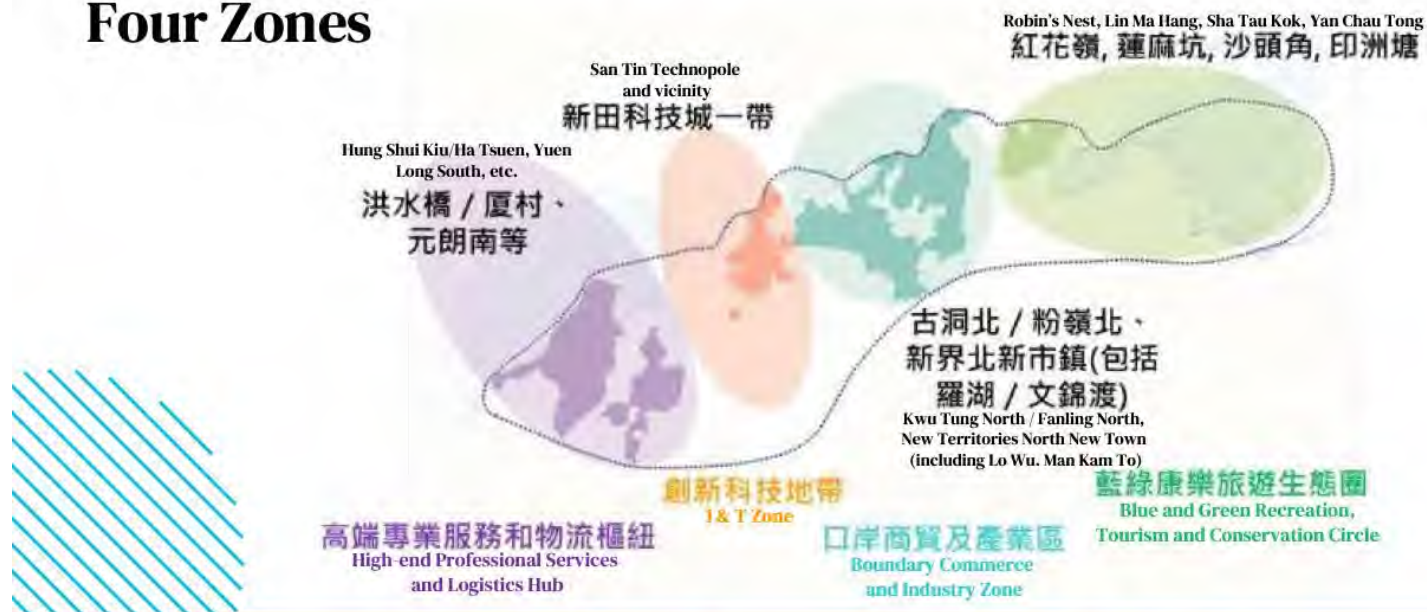 Four Zones
Robin's Nest, Lin Ma Hang, Sha Tau Kok, Yan Chau Tong
紅花嶺, 蓮麻坑, 沙頭角, 印洲塘
San Tin Technopole
and vicinity
新田科技城一帶
Hung Shui Kiu/Ha Tsuen, Yuen
Long South, etc.
洪水橋 / 厦村、
元朗南等
古洞北 / 粉嶺北、
新界北新市鎮(包括
羅湖 / 文錦渡)
Kwu Tung North / Fanling North,
New Territories North New Town
(including Lo Wu. Man Kam To)
高端專業服務和物流樞紐
High-end Professional Services
and Logistics Hub
創新科技地帶
I & T Zone
口岸商貿及產業區
Boundary Commerce
and Industry Zone
藍綠康樂旅遊生態圈
Blue and Green Recreation,
Tourism and Conservation Circle